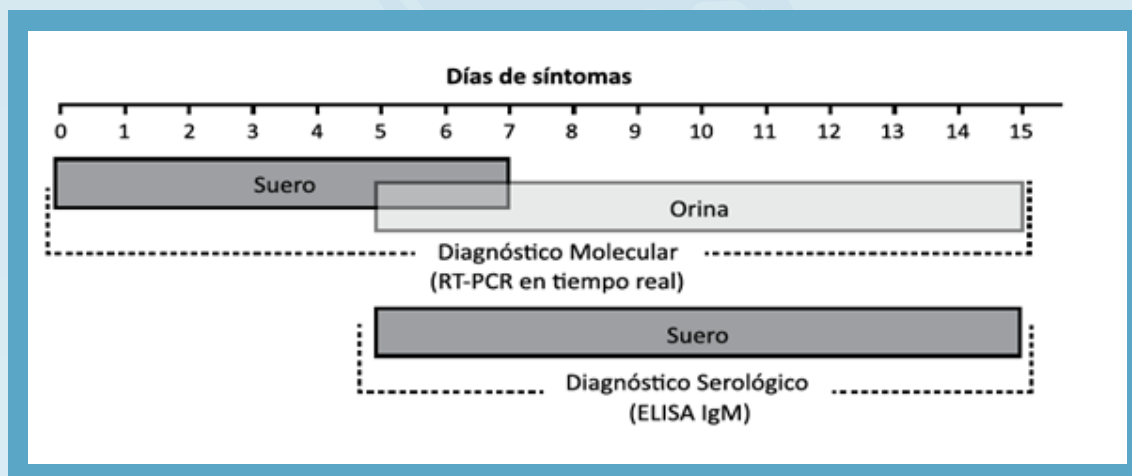 Días de síntomas
0 1 2 3 4 5 6 7 8 9 10 11 12 13 14 15
Suero
Orina
Diagnóstico Molecular
(RT-PCR en tiempo real)
Suero
Diagnóstico Serológico
(ELISA IgM)